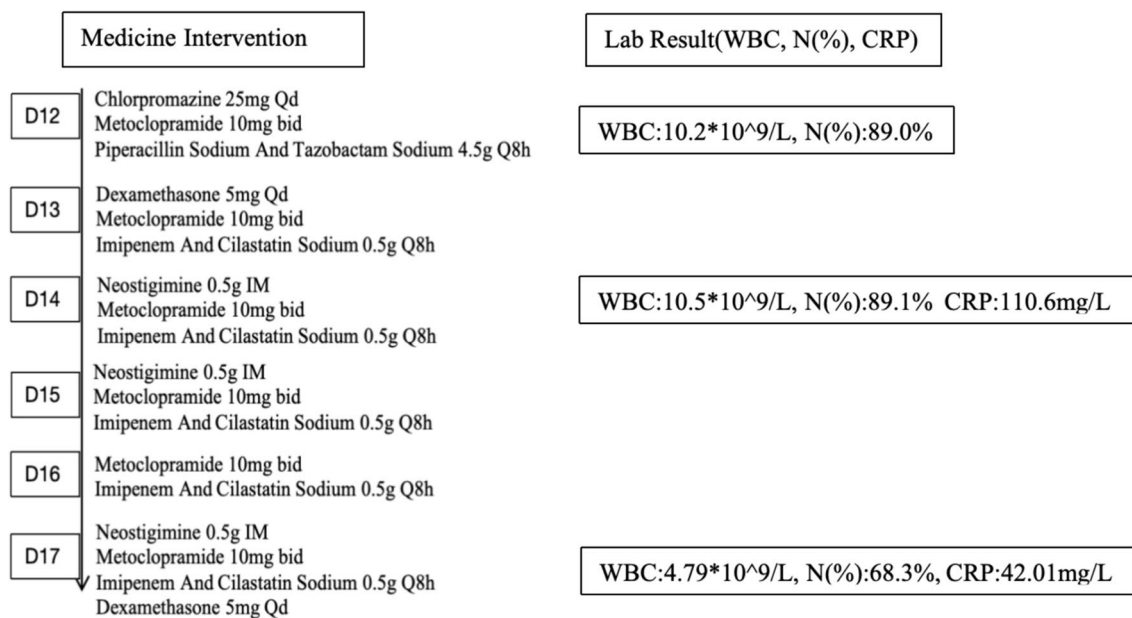 Medicine Intervention
Lab Result(WBC, N(%), CRP)
D12
Chlorpromazine 25mg Qd
Metoclopramide 10mg bid
Piperacillin Sodium And Tazobactam Sodium 4.5g Q8h
WBC:10.2*10^9/L, N(%):89.0%
D13
Dexamethasone 5mg Qd
Metoclopramide 10mg bid
Imipenem And Cilastatin Sodium 0.5g Q8h
D14
Neostigimine 0.5g IM
Metoclopramide 10mg bid
Imipenem And Cilastatin Sodium 0.5g Q8h
WBC:10.5*10^9/L, N(%):89.1% CRP:110.6mg/L
D15
Neostigimine 0.5g IM
Metoclopramide 10mg bid
Imipenem And Cilastatin Sodium 0.5g Q8h
D16
Metoclopramide 10mg bid
Imipenem And Cilastatin Sodium 0.5g Q8h
D17
Neostigimine 0.5g IM
Metoclopramide 10mg bid
Imipenem And Cilastatin Sodium 0.5g Q8h
Dexamethasone 5mg Qd
WBC:4.79*10^9/L, N(%):68.3%, CRP:42.01mg/L